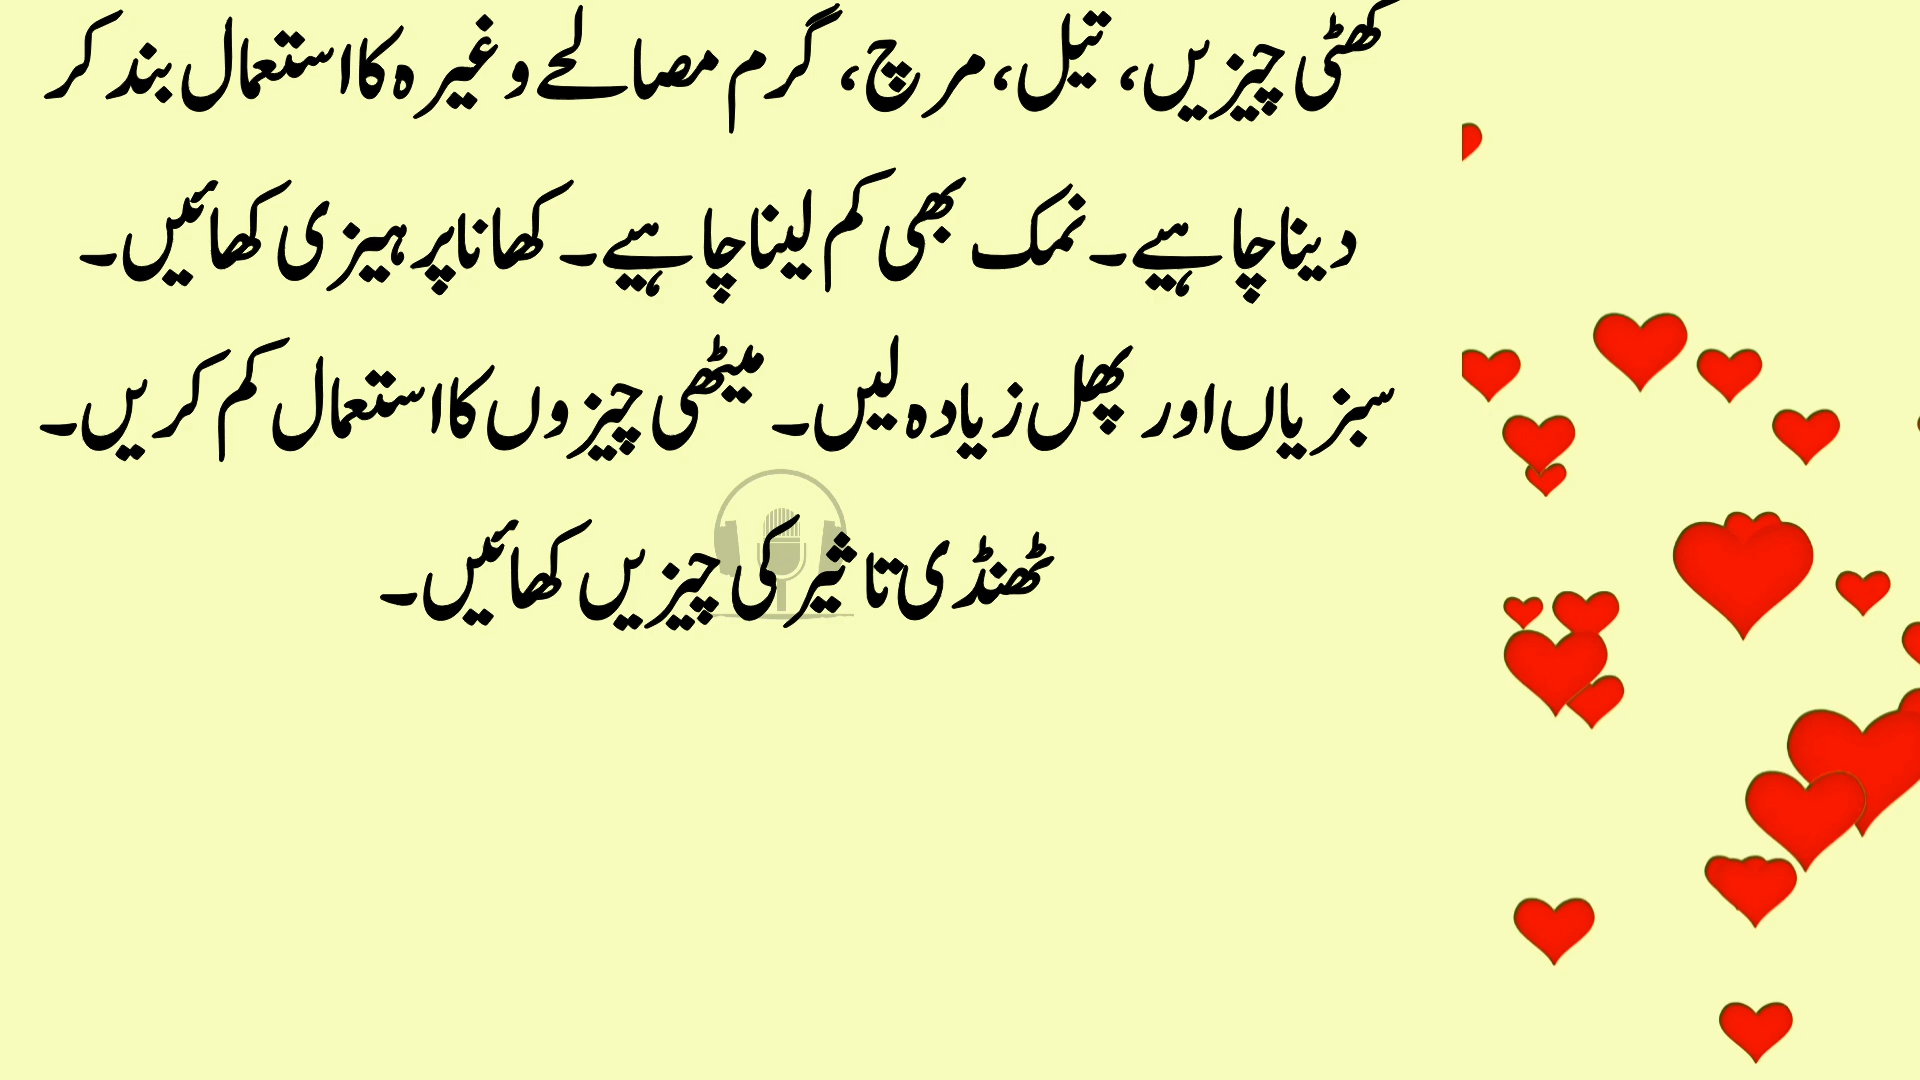 کھٹی چیزیں، تیل، مرچ، گرم مصالحے وغیرہ کا استعمال بند کر
دینا چاہیے۔ نمک بھی کم لینا چاہیے۔ کھانا پرہیزی کھائیں۔
سبزیاں اور پھل زیادہ لیں۔ میٹھی چیزوں کا استعمال کم کریں۔
ٹھنڈی تاثیر کی چیزیں کھائیں۔